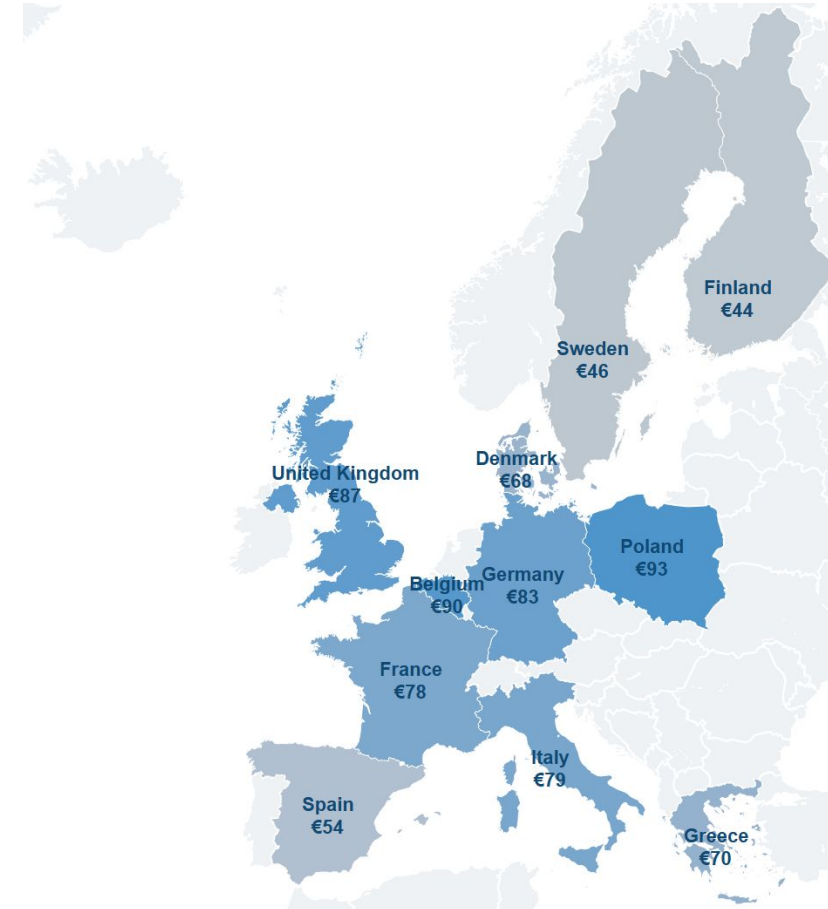 Finland
€44
Sweden
€46
Denmark
€68
United Kingdom
€87
Poland
€93
Belgium
€90
Germany
€83
France
€78
Italy
€79
Spain
€54
Greece
€70